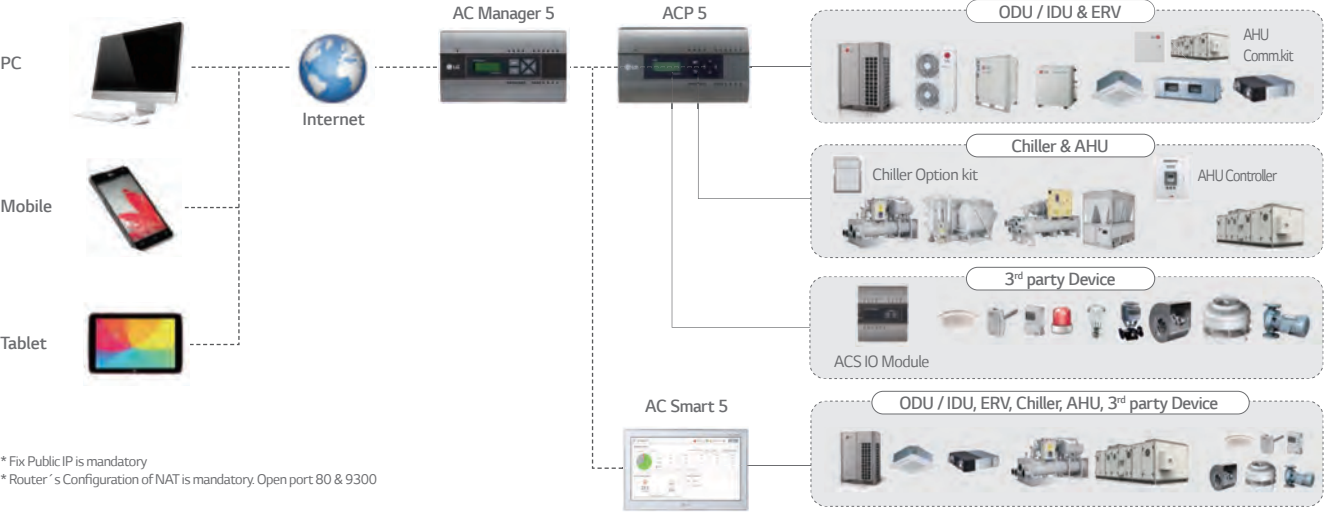 AC Manager 5
ACP 5
ODU / IDU & ERV
AHU
Comm.kit
PC
LG
LG
Internet
Chiller & AHU
Chiller Option kit
AHU Controller
Mobile
3rd party Device
ACS IO Module
Tablet
AC Smart 5
ODU / IDU, ERV, Chiller, AHU, 3rd party Device
* Fix Public IP is mandatory
* Router´s Configuration of NAT is mandatory. Open port 80 & 9300